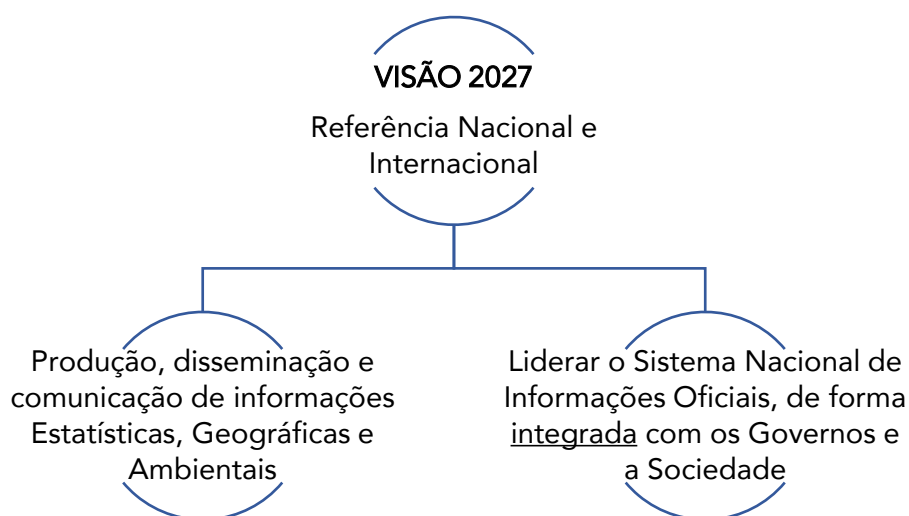 VISÃO 2027
Referência Nacional e
Internacional
Produção, disseminação e
comunicação de informações
Estatísticas, Geográficas e
Ambientais
Liderar o Sistema Nacional de
Informações Oficiais, de forma
integrada com os Governos e
a Sociedade